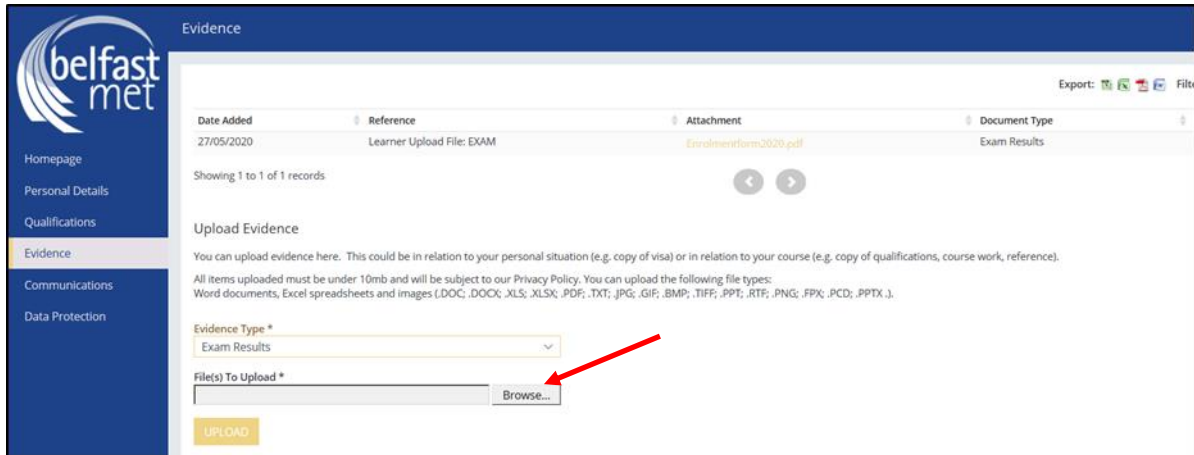 belfast
met
Evidence
Homepage
Personal Details
Qualifications
Evidence
Communications
Data Protection
Export: Filte
Date Added Reference Attachment Document Type
27/05/2020 Learner Upload File: EXAM Enrolmentform2020.pdf Exam Results
Showing 1 to 1 of 1 records
Upload Evidence
You can upload evidence here. This could be in relation to your personal situation (e.g. copy of visa) or in relation to your course (e.g. copy of qualifications, course work, reference).
All items uploaded must be under 10mb and will be subject to our Privacy Policy. You can upload the following file types:
Word documents, Excel spreadsheets and images (.DOC; .DOCX; .XLS; .XLSX; .PDF; .TXT; .JPG; .GIF; .BMP; .TIFF; .PPT; .RTF; .PNG; .FPX; .PCD; .PPTX .).
Evidence Type *
Exam Results
File(s) To Upload *
Browse...
UPLOAD